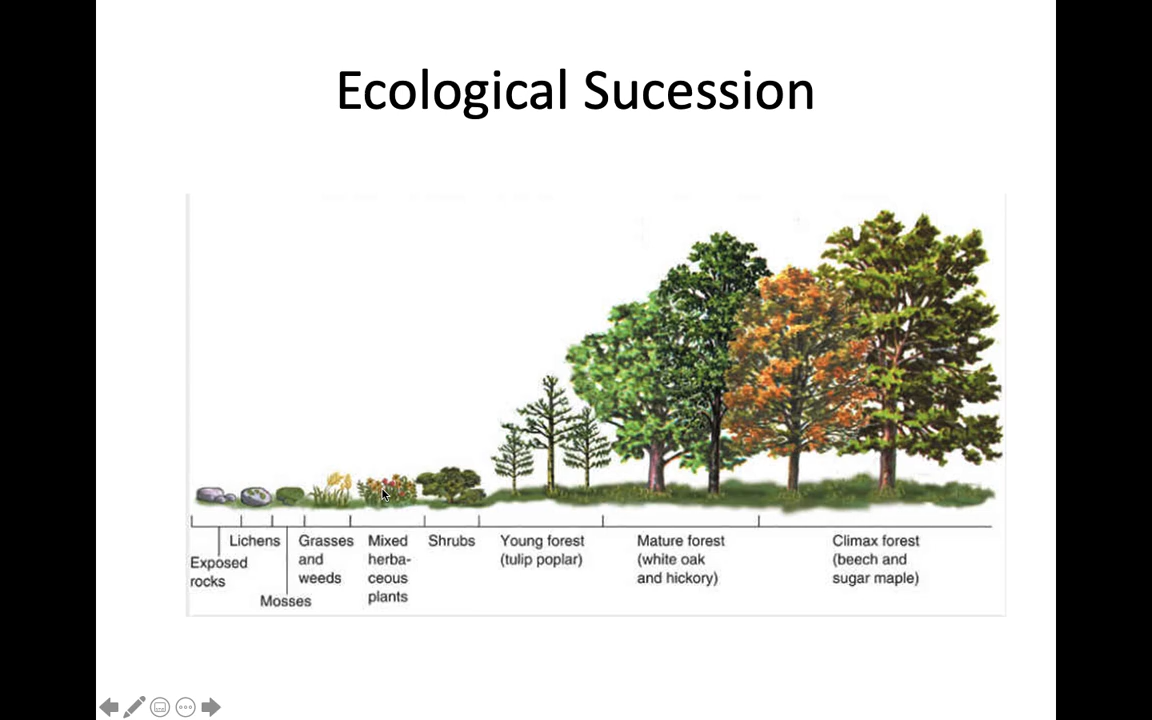 Ecological Sucession
Exposed
rocks
Lichens
Mosses
Grasses
and
weeds
Mixed
herba-
ceous
plants
Shrubs
Young forest
(tulip poplar)
Mature forest
(white oak
and hickory)
Climax forest
(beech and
sugar maple)